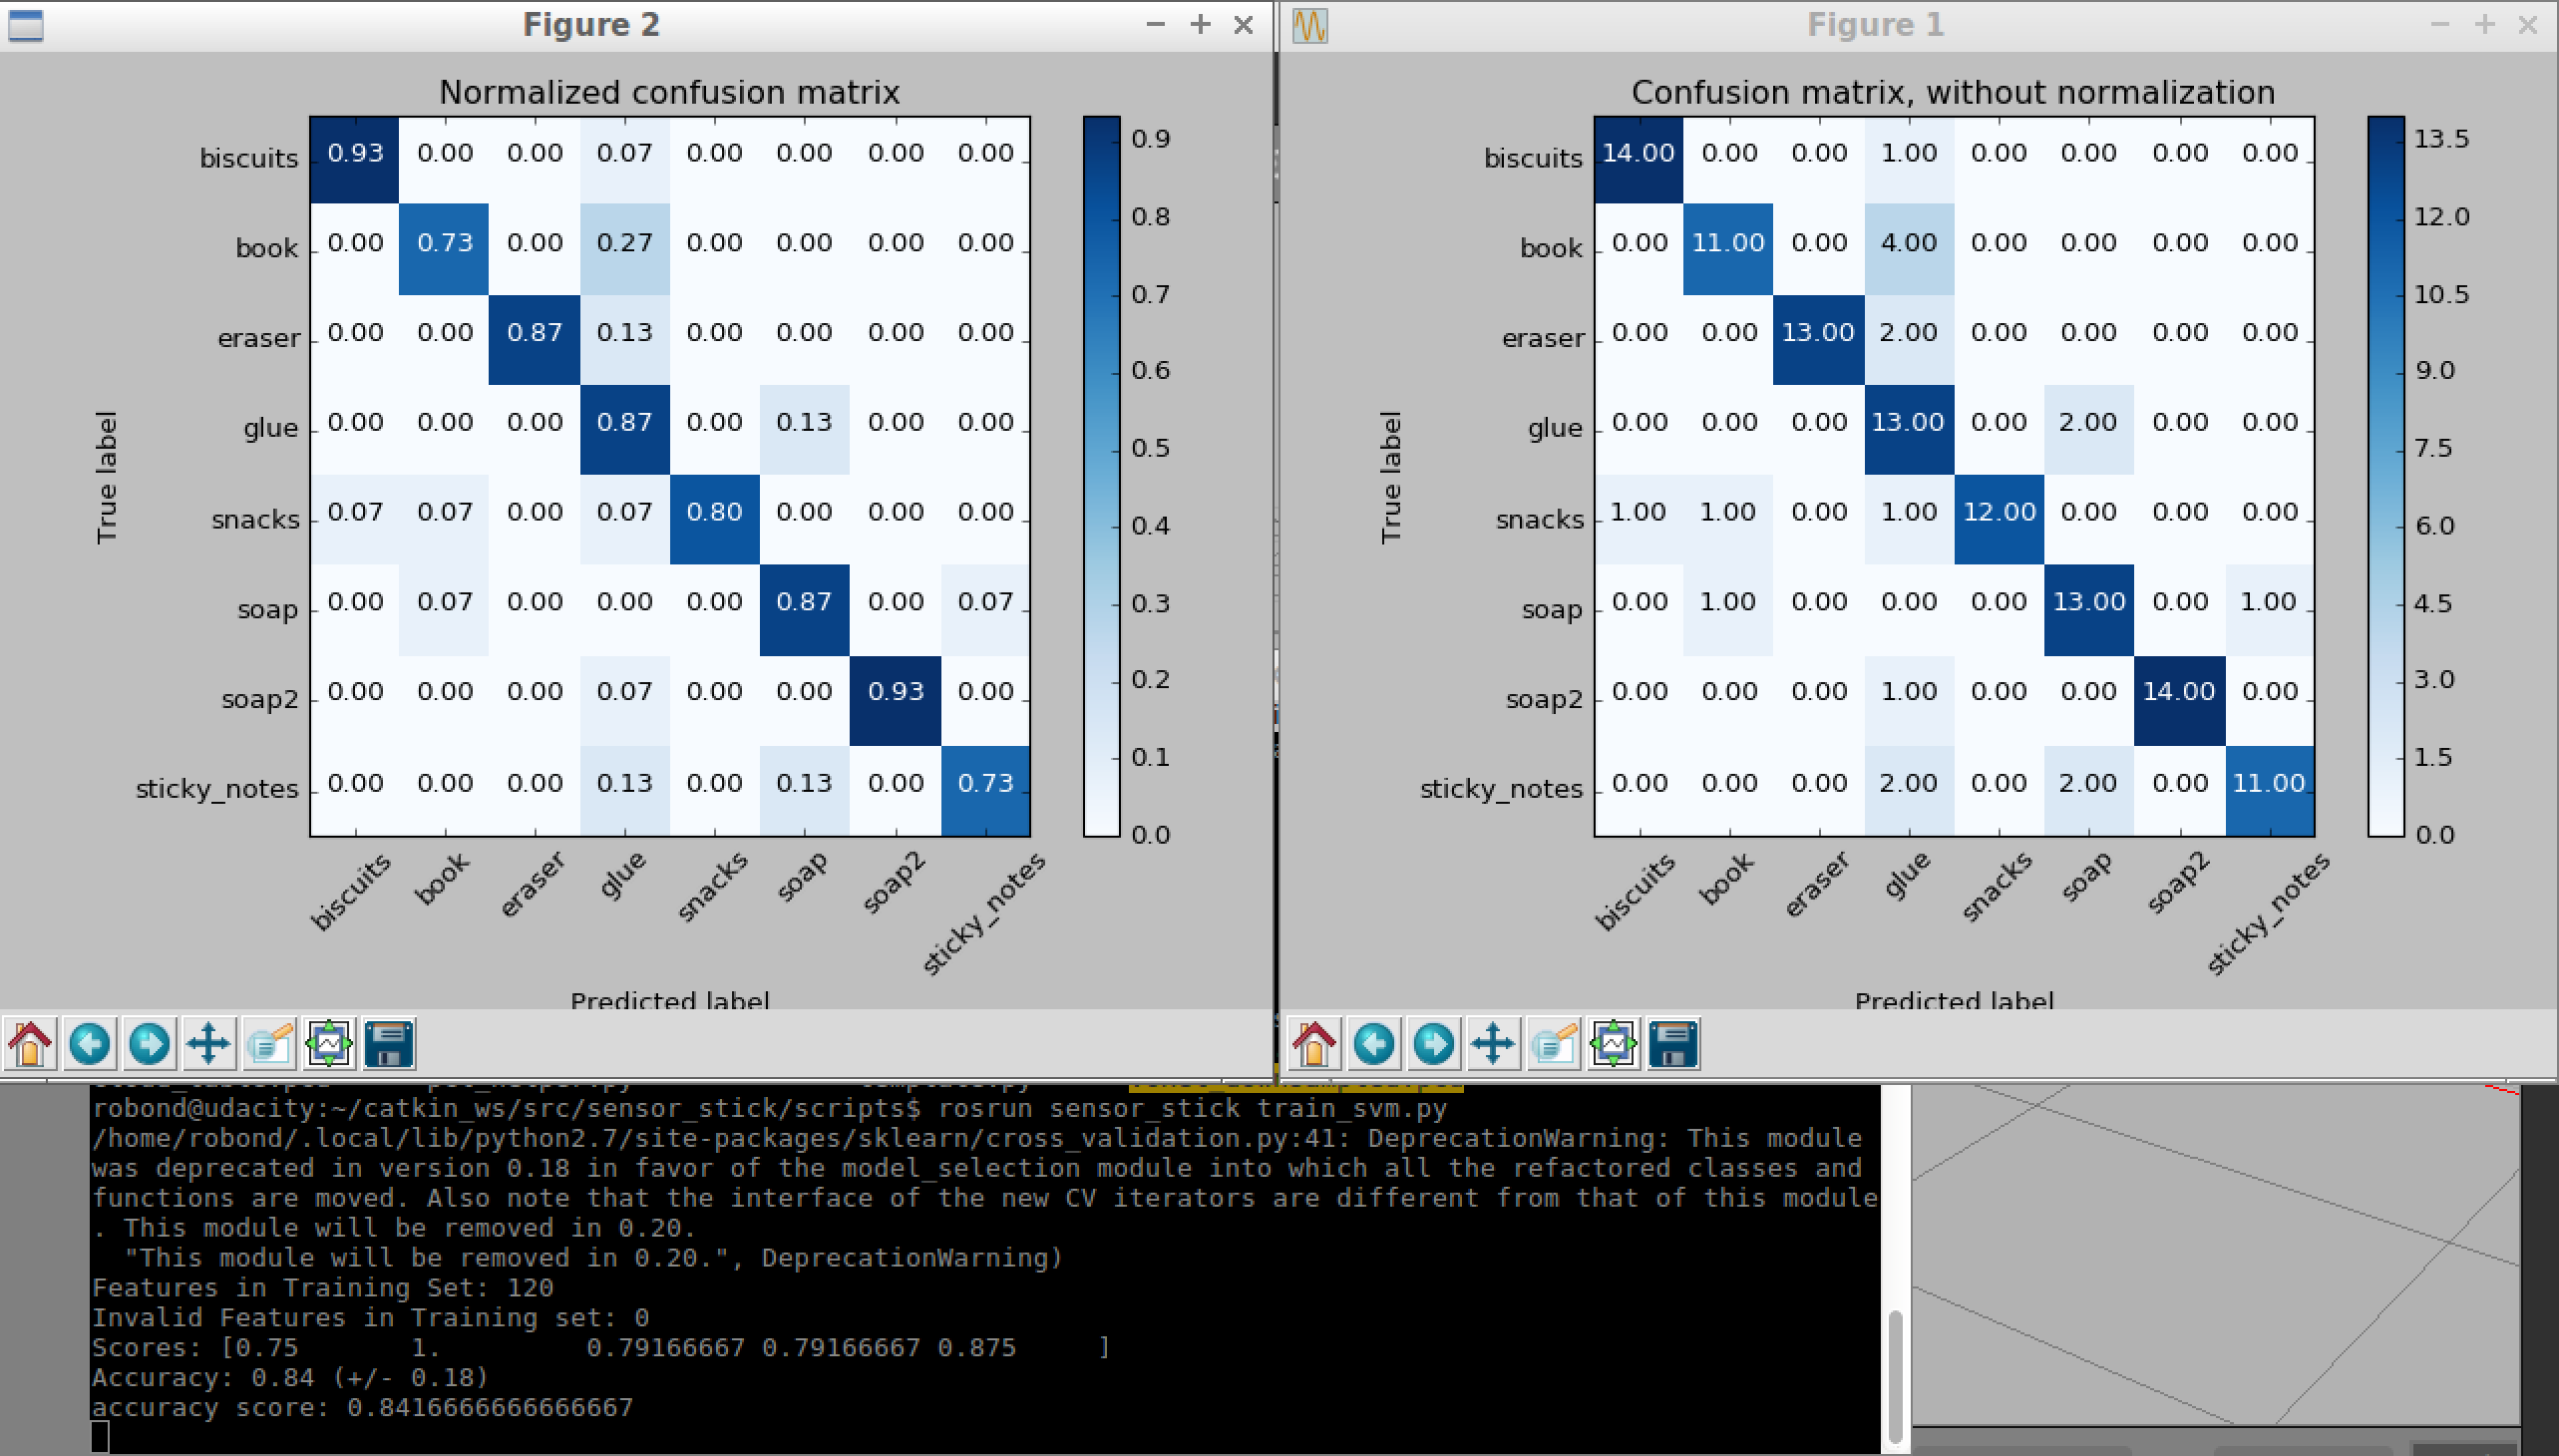 Figure 2
Normalized confusion matrix
biscuits 0.93 0.00 0.00 0.07 0.00 0.00 0.00 0.00
book 0.00 0.73 0.00 0.27 0.00 0.00 0.00 0.00
eraser 0.00 0.00 0.87 0.13 0.00 0.00 0.00 0.00
glue 0.00 0.00 0.00 0.87 0.00 0.13 0.00 0.00
snacks 0.07 0.07 0.00 0.07 0.80 0.00 0.00 0.00
soap 0.00 0.07 0.00 0.00 0.00 0.87 0.00 0.07
soap2 0.00 0.00 0.00 0.07 0.00 0.00 0.93 0.00
sticky_notes 0.00 0.00 0.00 0.13 0.00 0.13 0.00 0.73
True label
biscuits book eraser glue snacks soap soap2 sticky_notes
Predicted label
0.9
0.8
0.7
0.6
0.5
0.4
0.3
0.2
0.1
0.0
Figure 1
Confusion matrix, without normalization
biscuits 14.00 0.00 0.00 1.00 0.00 0.00 0.00 0.00
book 0.00 11.00 0.00 4.00 0.00 0.00 0.00 0.00
eraser 0.00 0.00 13.00 2.00 0.00 0.00 0.00 0.00
glue 0.00 0.00 0.00 13.00 0.00 2.00 0.00 0.00
snacks 1.00 1.00 0.00 1.00 12.00 0.00 0.00 0.00
soap 0.00 1.00 0.00 0.00 0.00 13.00 0.00 1.00
soap2 0.00 0.00 0.00 1.00 0.00 0.00 14.00 0.00
sticky_notes 0.00 0.00 0.00 2.00 0.00 2.00 0.00 11.00
True label
biscuits book eraser glue snacks soap soap2 sticky_notes
Predicted label
13.5
12.0
10.5
9.0
7.5
6.0
4.5
3.0
1.5
0.0
robond@udacity:~/catkin_ws/src/sensor_stick/scripts$ rosrun sensor_stick train_svm.py
/home/robond/.local/lib/python2.7/site-packages/sklearn/cross_validation.py:41: DeprecationWarning: This module
was deprecated in version 0.18 in favor of the model_selection module into which all the refactored classes and
functions are moved. Also note that the interface of the new CV iterators are different from that of this module
. This module will be removed in 0.20.
"This module will be removed in 0.20.", DeprecationWarning)
Features in Training Set: 120
Invalid Features in Training set: 0
Scores: [0.75 1. 0.79166667 0.79166667 0.875 ]
Accuracy: 0.84 (+/- 0.18)
accuracy score: 0.8416666666666667